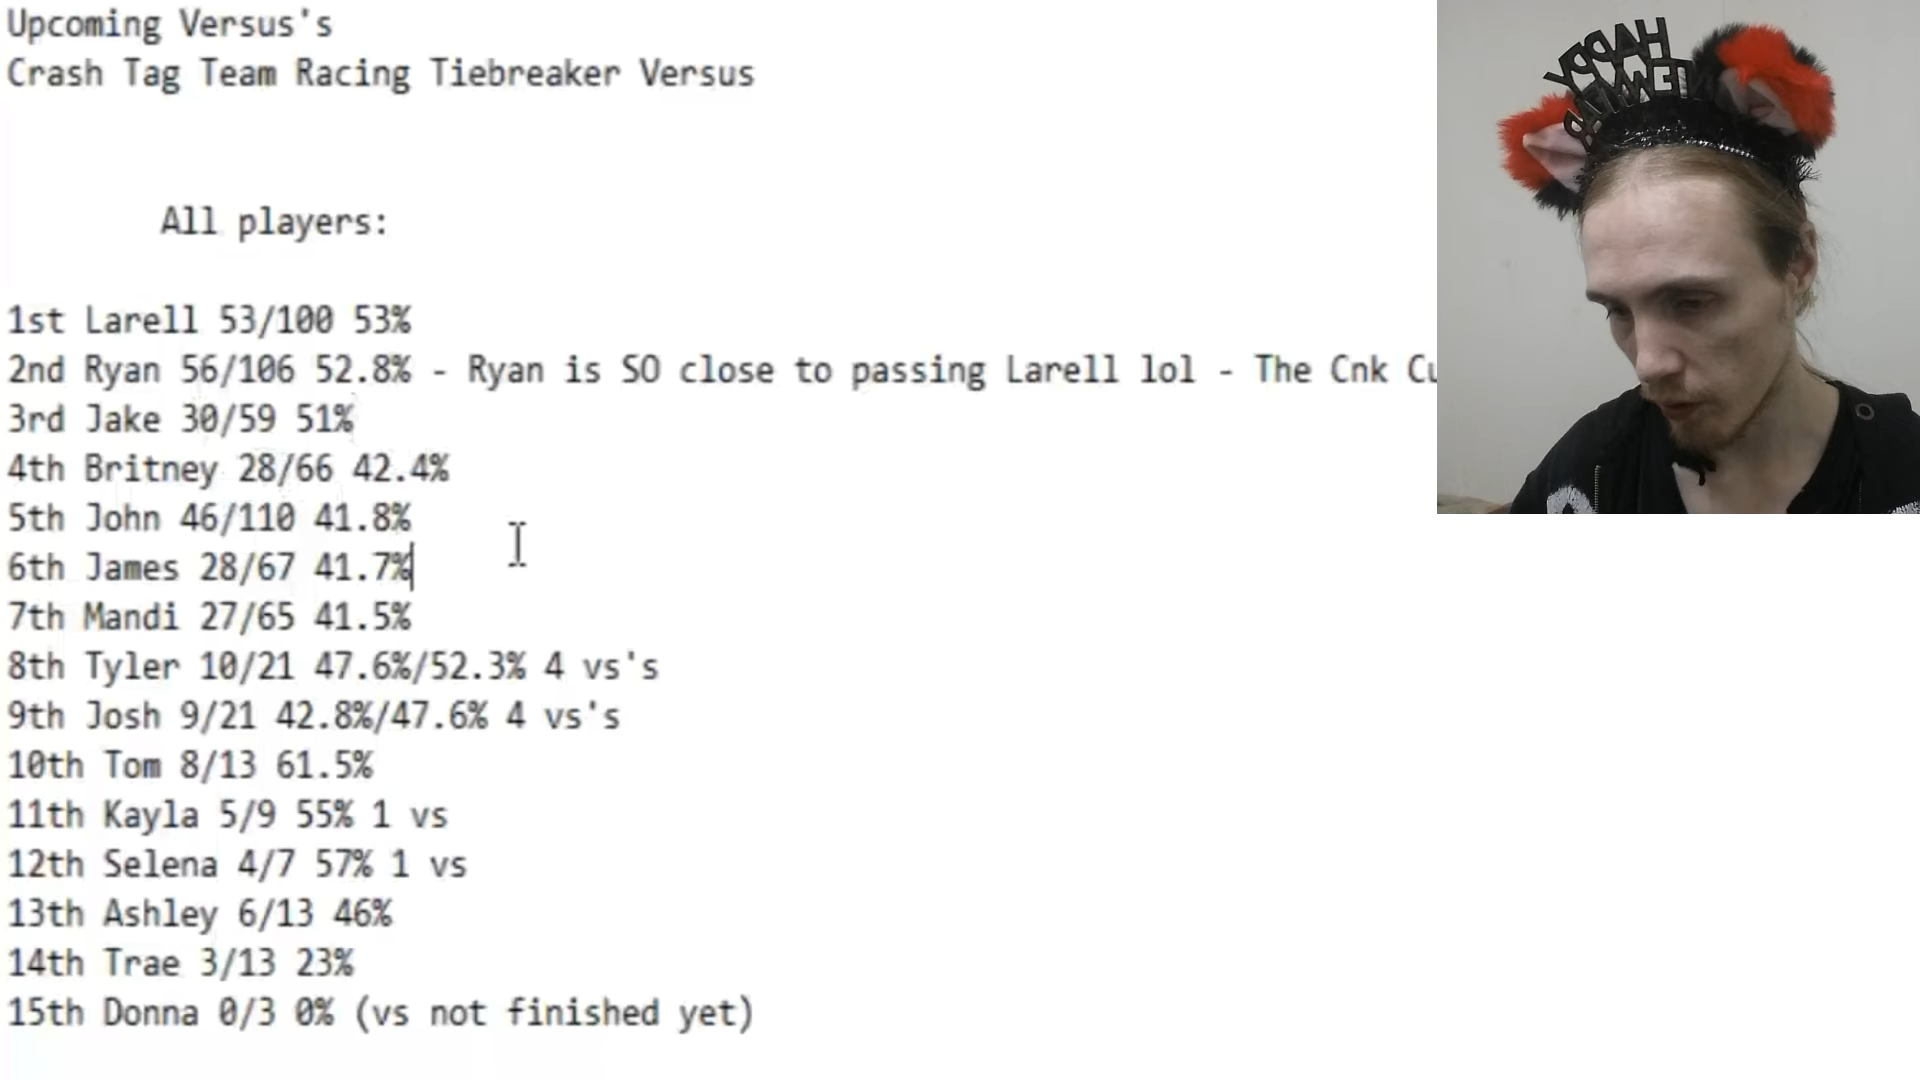 Upcoming Versus's
Crash Tag Team Racing Tiebreaker Versus
All players:
1st Larell 53/100 53%
2nd Ryan 56/106 52.8% - Ryan is SO close to passing Larell lol - The Cnk
3rd Jake 30/59 51%
4th Britney 28/66 42.4%
5th John 46/110 41.8%
6th James 28/67 41.7%
7th Mandi 27/65 41.5%
8th Tyler 10/21 47.6%/52.3% 4 vs's
9th Josh 9/21 42.8%/47.6% 4 vs's
10th Tom 8/13 61.5%
11th Kayla 5/9 55% 1 vs
12th Selena 4/7 57% 1 vs
13th Ashley 6/13 46%
14th Trae 3/13 23%
15th Donna 0/3 0% (vs not finished yet)
HAPPY
NEW YEAR